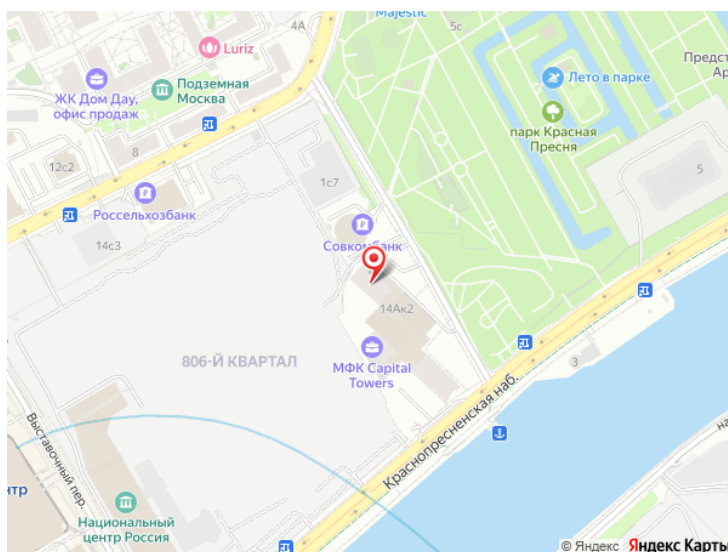 Majestic
4А
5с
Luriz
Предст
Ар
Лето в парке
Подземная
Москва
ЖК Дом Дау,
офис продаж
парк Красная
Пресня
8
12с2
5
1с7
Россельхозбанк
Совкомбанк
14с3
14Ак2
МФК Capital
Towers
806-Й КВАРТАЛ
3
Краснопресненская наб.
Выставочный пер.
на
нтр
Национальный
центр Россия
© Яндекс Яндекс Карты